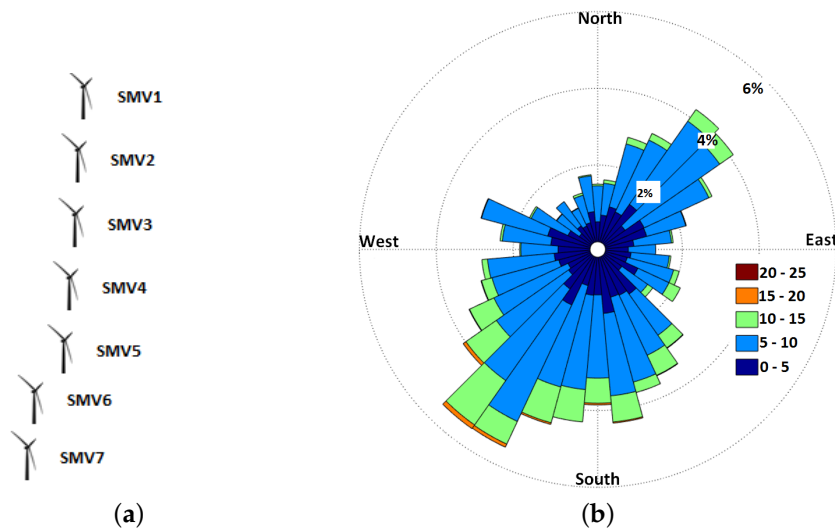 SMV1
SMV2
SMV3
SMV4
SMV5
SMV6
SMV7
(a)
North
6%
4%
2%
West
East
20 - 25
15 - 20
10 - 15
5 - 10
0 - 5
South
(b)